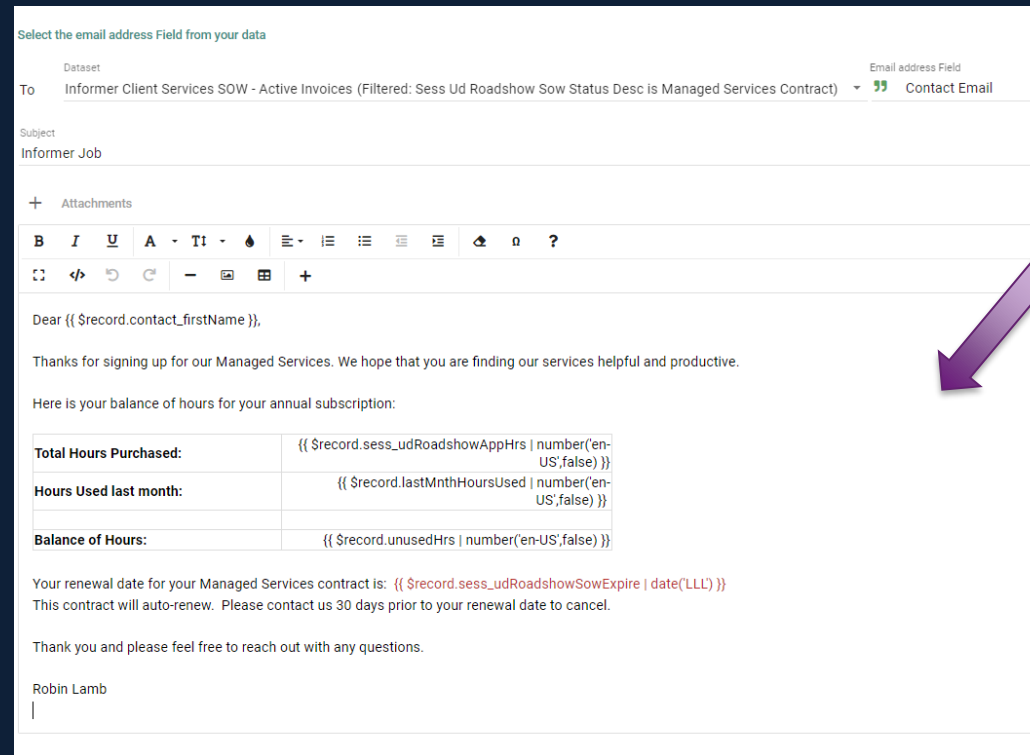 Select the email address Field from your data
Dataset
Email address Field
To
Informer Client Services SOW - Active Invoices (Filtered: Sess Ud Roadshow Sow Status Desc is Managed Services Contract)
Contact Email
Subject
Informer Job
+ Attachments
B I U A T Ω ?
Dear {{ $record.contact_firstName }},
Thanks for signing up for our Managed Services. We hope that you are finding our services helpful and productive.
Here is your balance of hours for your annual subscription:
Total Hours Purchased:
{{ $record.sess_udRoadshowAppHrs | number('en-
US',false) }}
Hours Used last month:
{{ $record.lastMnthHoursUsed | number('en-
US',false) }}
Balance of Hours:
{{ $record.unusedHrs | number('en-US',false) }}
Your renewal date for your Managed Services contract is: {{ $record.sess_udRoadshowSowExpire | date('LLL') }}
This contract will auto-renew. Please contact us 30 days prior to your renewal date to cancel.
Thank you and please feel free to reach out with any questions.
Robin Lamb